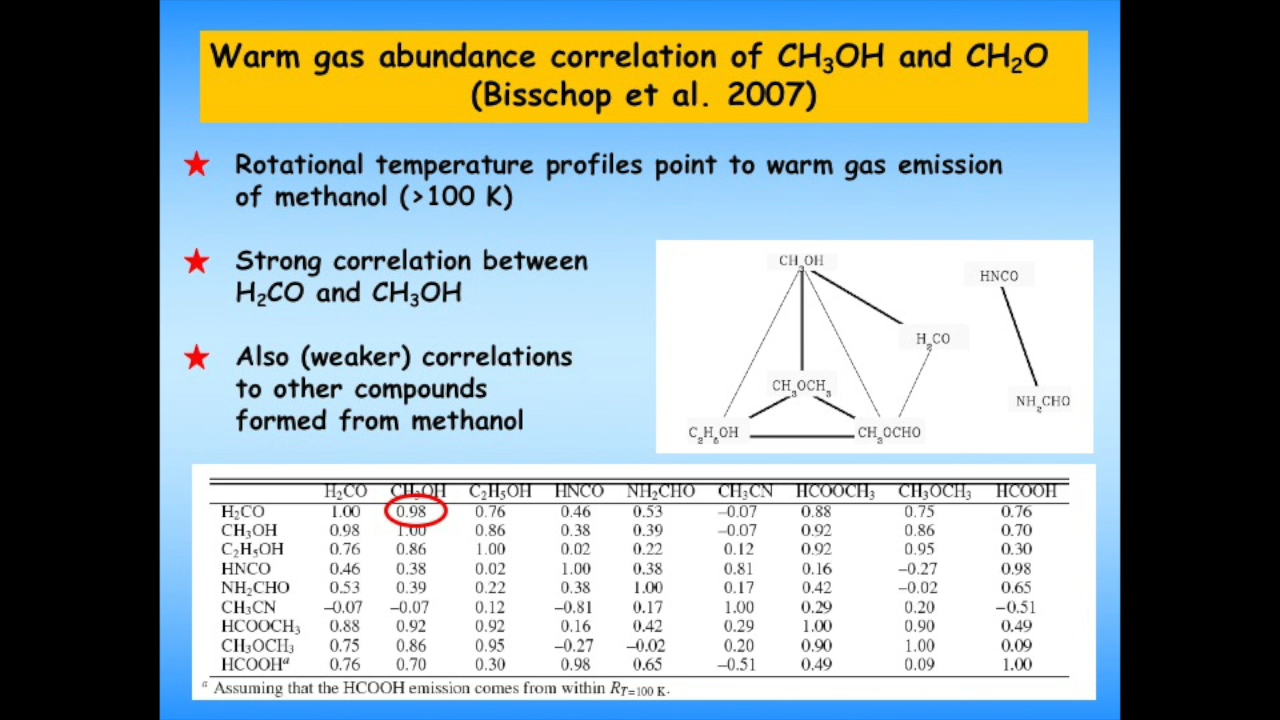 Warm gas abundance correlation of CH₃OH and CH₂O
(Bisschop et al. 2007)
★ Rotational temperature profiles point to warm gas emission
of methanol (>100 K)
★ Strong correlation between
H₂CO and CH₃OH
★ Also (weaker) correlations
to other compounds
formed from methanol
CH₃OH
HNCO
H₂CO
CH₃OCH₃
NH₂CHO
C₂H₅OH CH₃OCHO
H₂CO CH₃OH C₂H₅OH HNCO NH₂CHO CH₃CN HCOOCH₃ CH₃OCH₃ HCOOH
H₂CO 1.00 0.98 0.76 0.46 0.53 −0.07 0.88 0.75 0.76
CH₃OH 0.98 1.00 0.86 0.38 0.39 −0.07 0.92 0.86 0.70
C₂H₅OH 0.76 0.86 1.00 0.02 0.22 0.12 0.92 0.95 0.30
HNCO 0.46 0.38 0.02 1.00 0.38 0.81 0.16 −0.27 0.98
NH₂CHO 0.53 0.39 0.22 0.38 1.00 0.17 0.42 −0.02 0.65
CH₃CN −0.07 −0.07 0.12 −0.81 0.17 1.00 0.29 0.20 −0.51
HCOOCH₃ 0.88 0.92 0.92 0.16 0.42 0.29 1.00 0.90 0.49
CH₃OCH₃ 0.75 0.86 0.95 −0.27 −0.02 0.20 0.90 1.00 0.09
HCOOHᵃ 0.76 0.70 0.30 0.98 0.65 −0.51 0.49 0.09 1.00
ᵃ Assuming that the HCOOH emission comes from within R_T=100 K.